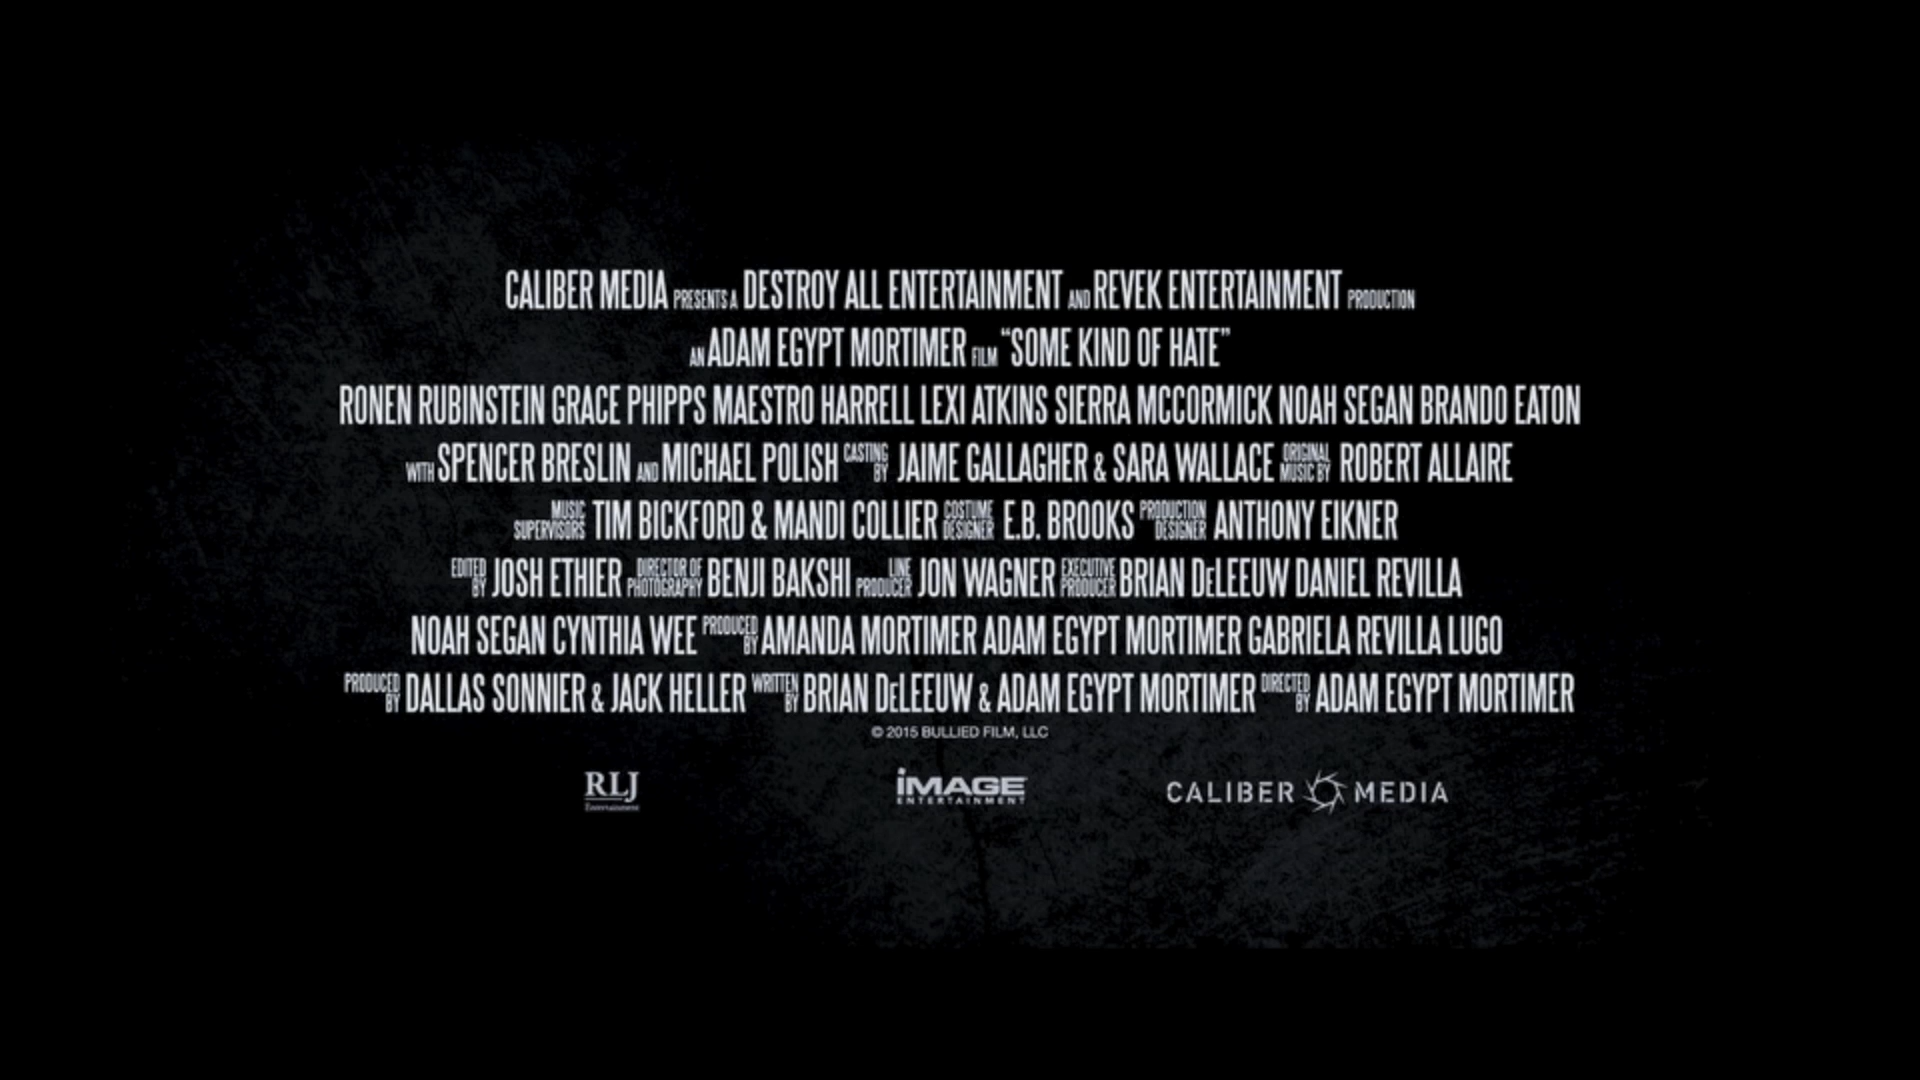 CALIBER MEDIA PRESENTS A DESTROY ALL ENTERTAINMENT AND REVEK ENTERTAINMENT PRODUCTION
AN ADAM EGYPT MORTIMER FILM “SOME KIND OF HATE”
RONEN RUBINSTEIN GRACE PHIPPS MAESTRO HARRELL LEXI ATKINS SIERRA MCCORMICK NOAH SEGAN BRANDO EATON
WITH SPENCER BRESLIN AND MICHAEL POLISH CASTING BY JAIME GALLAGHER & SARA WALLACE ORIGINAL MUSIC BY ROBERT ALLAIRE
MUSIC SUPERVISORS TIM BICKFORD & MANDI COLLIER COSTUME DESIGNER E.B. BROOKS PRODUCTION DESIGNER ANTHONY EIKNER
EDITED BY JOSH ETHIER DIRECTOR OF PHOTOGRAPHY BENJI BAKSHI LINE PRODUCER JON WAGNER EXECUTIVE PRODUCER BRIAN DeLEEUW DANIEL REVILLA
NOAH SEGAN CYNTHIA WEE PRODUCED BY AMANDA MORTIMER ADAM EGYPT MORTIMER GABRIELA REVILLA LUGO
PRODUCED BY DALLAS SONNIER & JACK HELLER WRITTEN BY BRIAN DeLEEUW & ADAM EGYPT MORTIMER DIRECTED BY ADAM EGYPT MORTIMER
© 2015 BULLIED FILM, LLC
RLJ Entertainment
iMAGE ENTERTAINMENT
CALIBER MEDIA